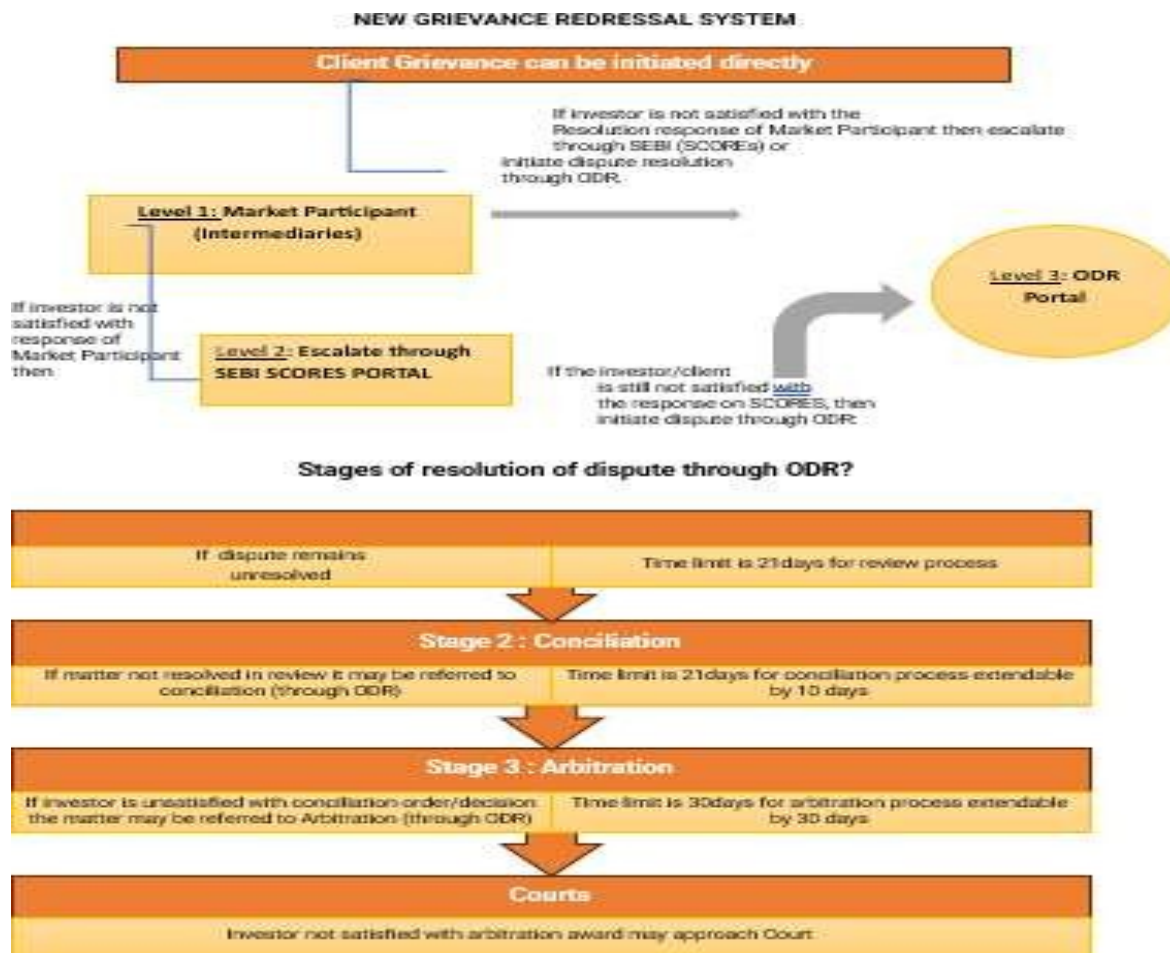 NEW GRIEVANCE REDRESSAL SYSTEM
Client Grievance can be initiated directly
If investor is not satisfied with the
Resolution response of Market Participant then escalate
through SEBI (SCOREs) or
initiate dispute resolution
through ODR.
Level 1: Market Participant
(Intermediaries)
Level 3: ODR
Portal
If investor is not
satisfied with
response of
Market Participant
then
Level 2: Escalate through
SEBI SCORES PORTAL
If the investor/client
is still not satisfied with
the response on SCORES, then
initiate dispute through ODR
Stages of resolution of dispute through ODR?
If dispute remains
unresolved
Time limit is 21days for review process
Stage 2 : Conciliation
If matter not resolved in review it may be referred to
conciliation (through ODR)
Time limit is 21days for conciliation process extendable
by 10 days
Stage 3 : Arbitration
If investor is unsatisfied with conciliation order/decision
the matter may be referred to Arbitration (through ODR)
Time limit is 30days for arbitration process extendable
by 30 days
Courts
Investor not satisfied with arbitration award may approach Court